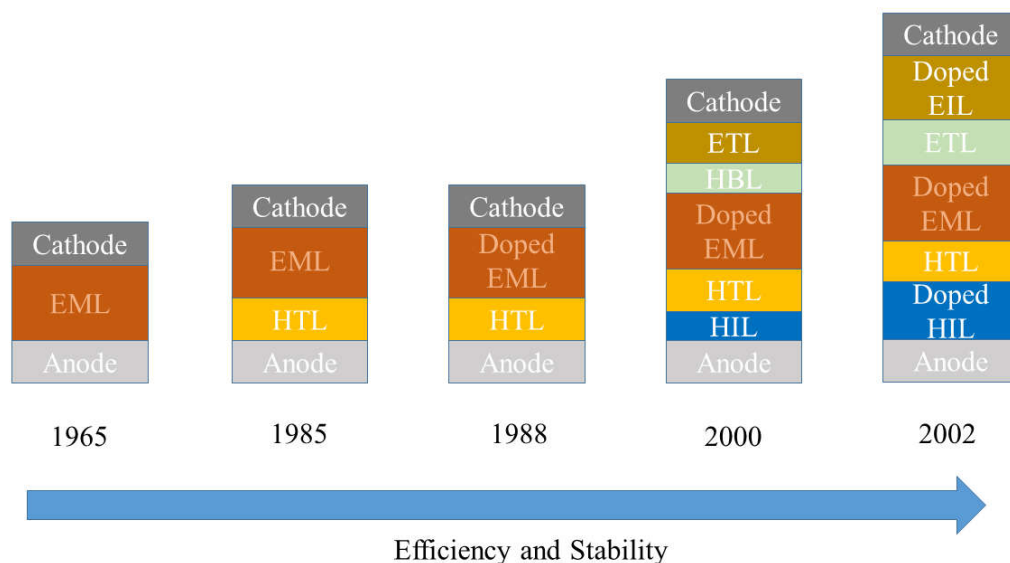 Cathode
EML
Anode
1965
Cathode
EML
HTL
Anode
1985
Cathode
Doped
EML
HTL
Anode
1988
Cathode
ETL
HBL
Doped
EML
HTL
HIL
Anode
2000
Cathode
Doped
EIL
ETL
Doped
EML
HTL
Doped
HIL
Anode
2002
Efficiency and Stability